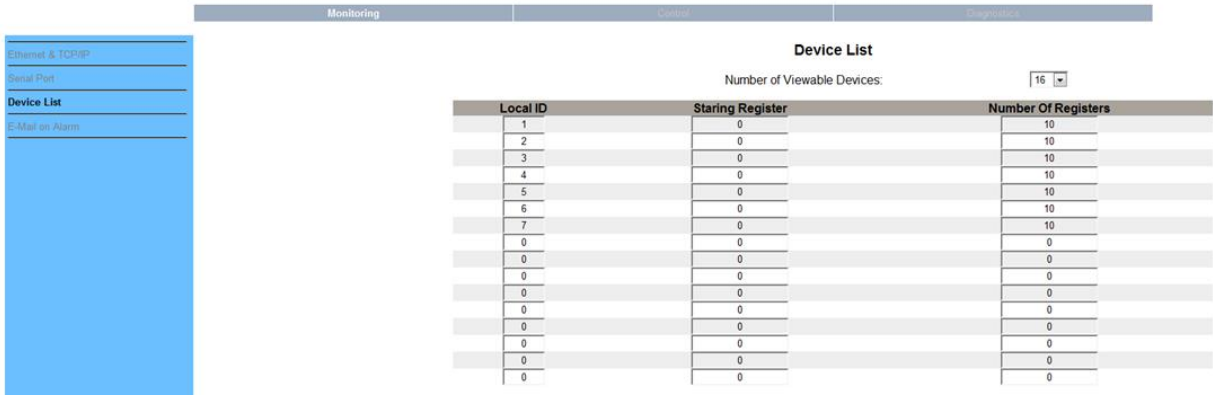 Monitoring Control Diagnostics
Ethernet & TCP/IP
Serial Port
Device List
E-Mail on Alarm
Device List
Number of Viewable Devices: 16
Local ID Staring Register Number Of Registers
1 0 10
2 0 10
3 0 10
4 0 10
5 0 10
6 0 10
7 0 10
0 0 0
0 0 0
0 0 0
0 0 0
0 0 0
0 0 0
0 0 0
0 0 0
0 0 0